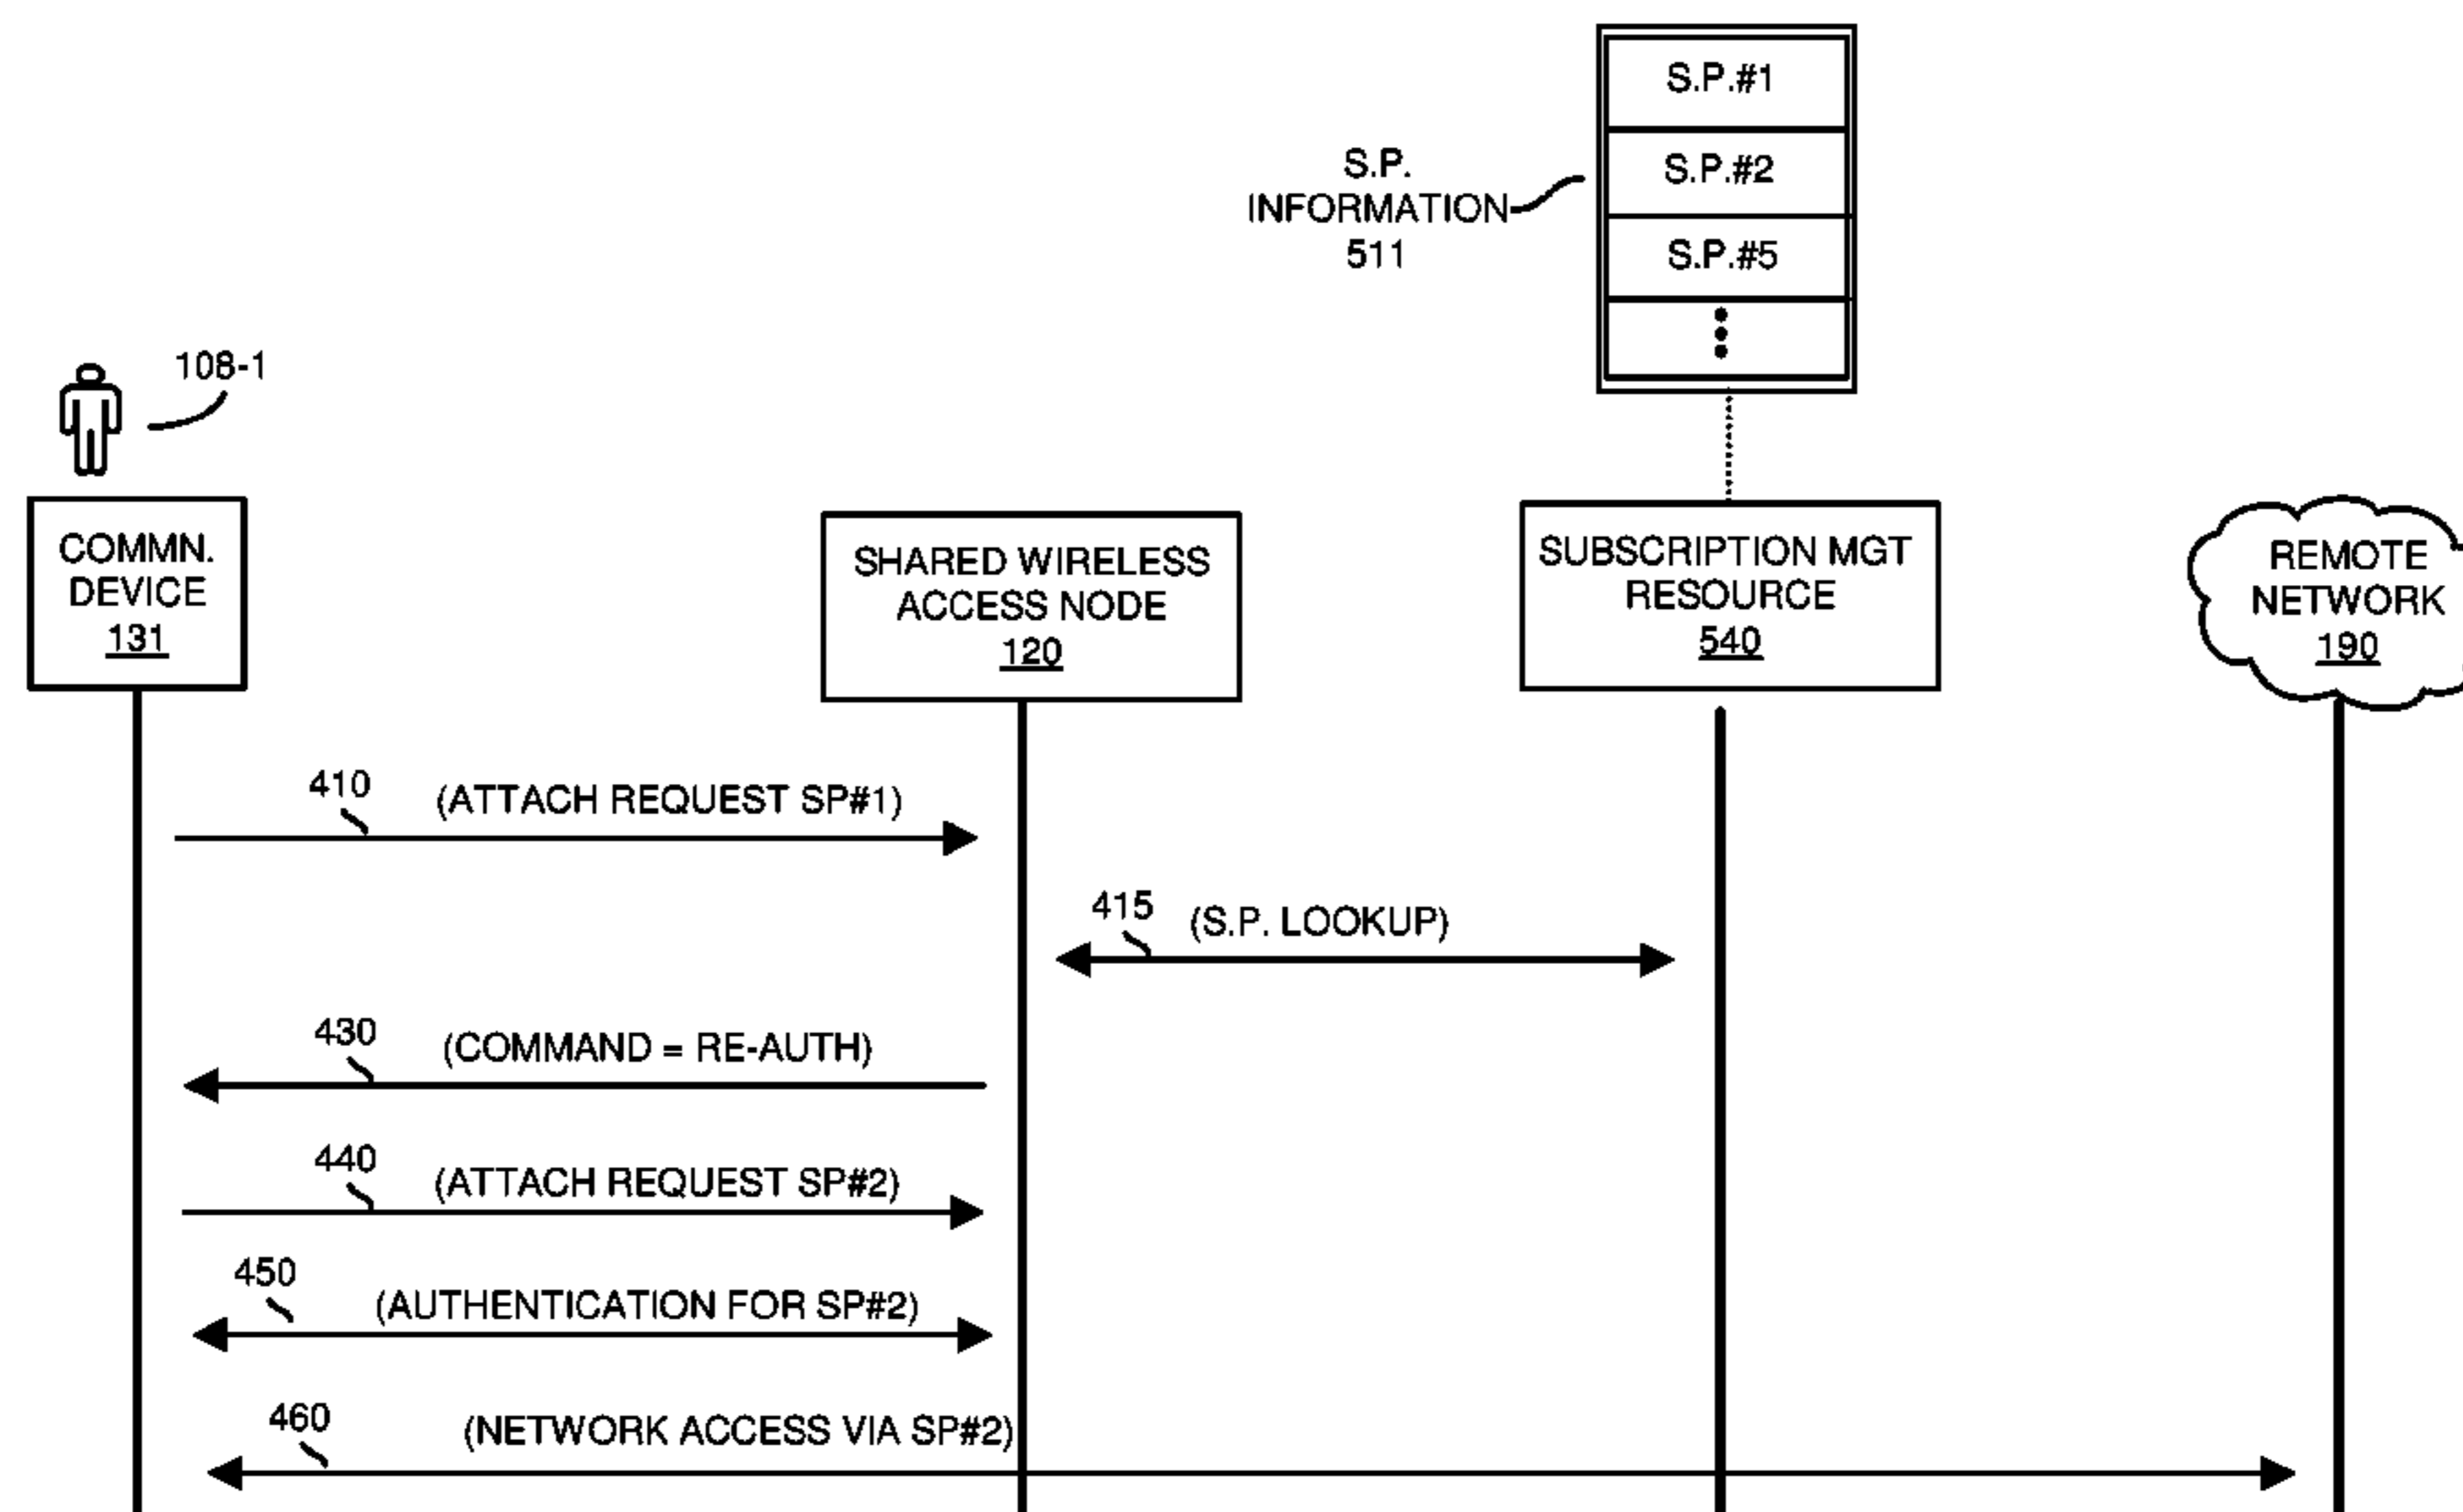 S.P.#1
S.P.#2
S.P.#5
S.P.
INFORMATION
511
108-1
COMMN.
DEVICE
131
SHARED WIRELESS
ACCESS NODE
120
SUBSCRIPTION MGT
RESOURCE
540
REMOTE
NETWORK
190
410
(ATTACH REQUEST SP#1)
415
(S.P. LOOKUP)
430
(COMMAND = RE-AUTH)
440
(ATTACH REQUEST SP#2)
450
(AUTHENTICATION FOR SP#2)
460
(NETWORK ACCESS VIA SP#2)